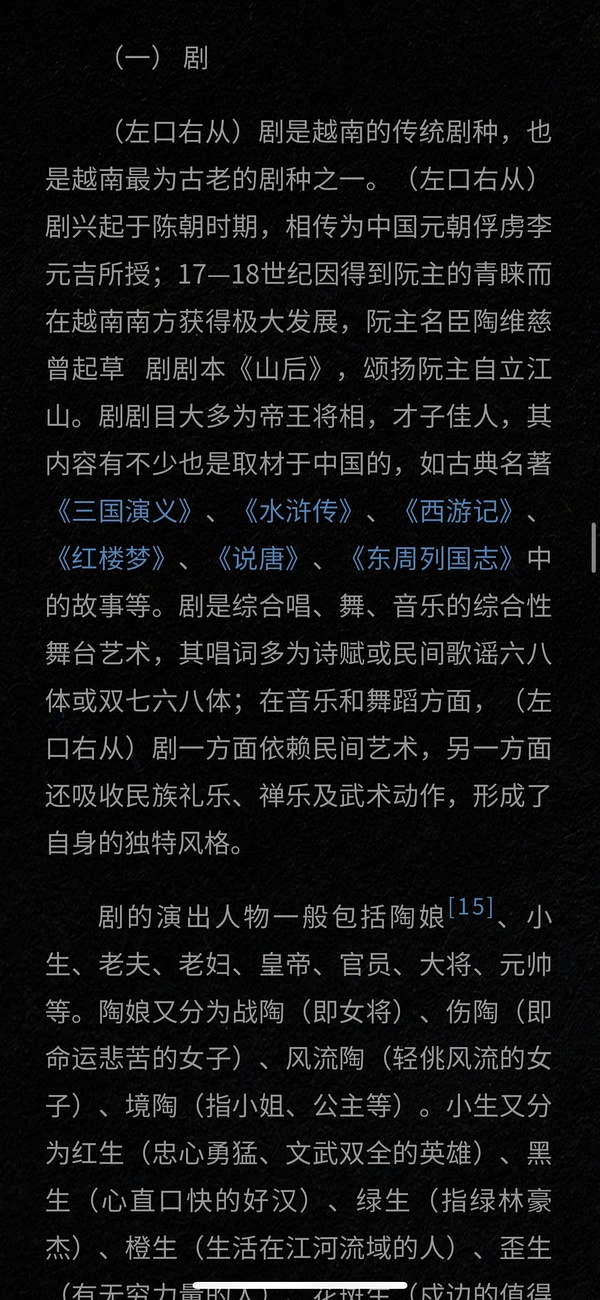 （一） 剧
（左口右从）剧是越南的传统剧种，也
是越南最为古老的剧种之一。（左口右从）
剧兴起于陈朝时期，相传为中国元朝俘虏李
元吉所授；17—18世纪因得到阮主的青睐而
在越南南方获得极大发展，阮主名臣陶维慈
曾起草 剧剧本《山后》，颂扬阮主自立江
山。剧剧目大多为帝王将相，才子佳人，其
内容有不少也是取材于中国的，如古典名著
《三国演义》、《水浒传》、《西游记》、
《红楼梦》、《说唐》、《东周列国志》中
的故事等。剧是综合唱、舞、音乐的综合性
舞台艺术，其唱词多为诗赋或民间歌谣六八
体或双七六八体；在音乐和舞蹈方面，（左
口右从）剧一方面依赖民间艺术，另一方面
还吸收民族礼乐、禅乐及武术动作，形成了
自身的独特风格。
剧的演出人物一般包括陶娘[15]、小
生、老夫、老妇、皇帝、官员、大将、元帅
等。陶娘又分为战陶（即女将）、伤陶（即
命运悲苦的女子）、风流陶（轻佻风流的女
子）、境陶（指小姐、公主等）。小生又分
为红生（忠心勇猛、文武双全的英雄）、黑
生（心直口快的好汉）、绿生（指绿林豪
杰）、橙生（生活在江河流域的人）、歪生
（有无穷力量的人）、花斑生（戍边的值得